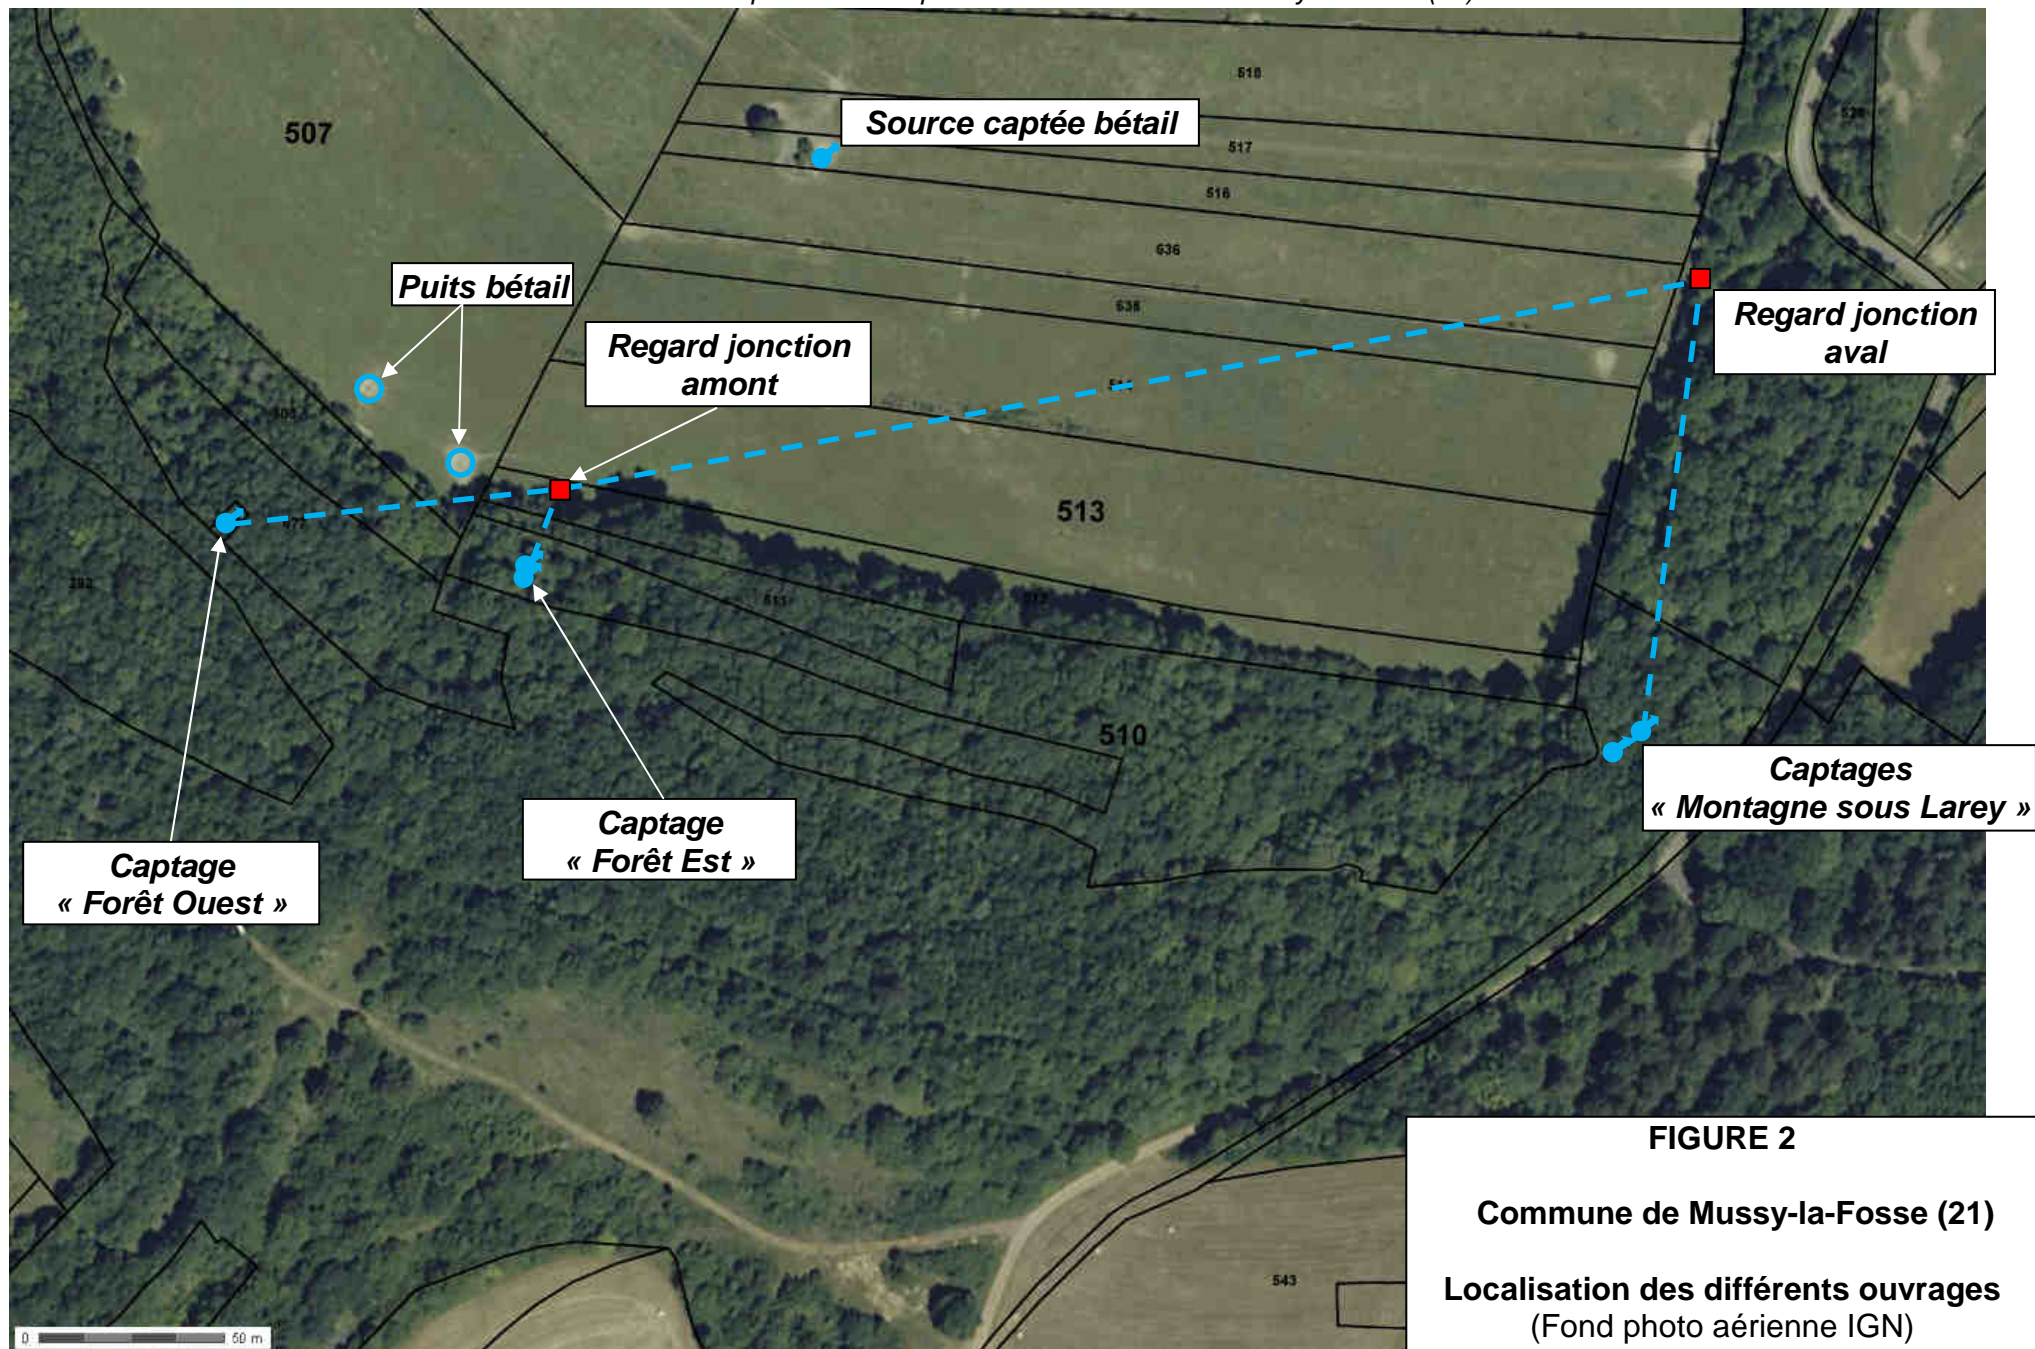 518
507
Source captée bétail
517
516
636
Puits bétail
638
Regard jonction
amont
Regard jonction
aval
513
510
Captages
« Montagne sous Larey »
Captage
« Forêt Est »
Captage
« Forêt Ouest »
FIGURE 2
Commune de Mussy-la-Fosse (21)
543
Localisation des différents ouvrages
(Fond photo aérienne IGN)
0 50 m